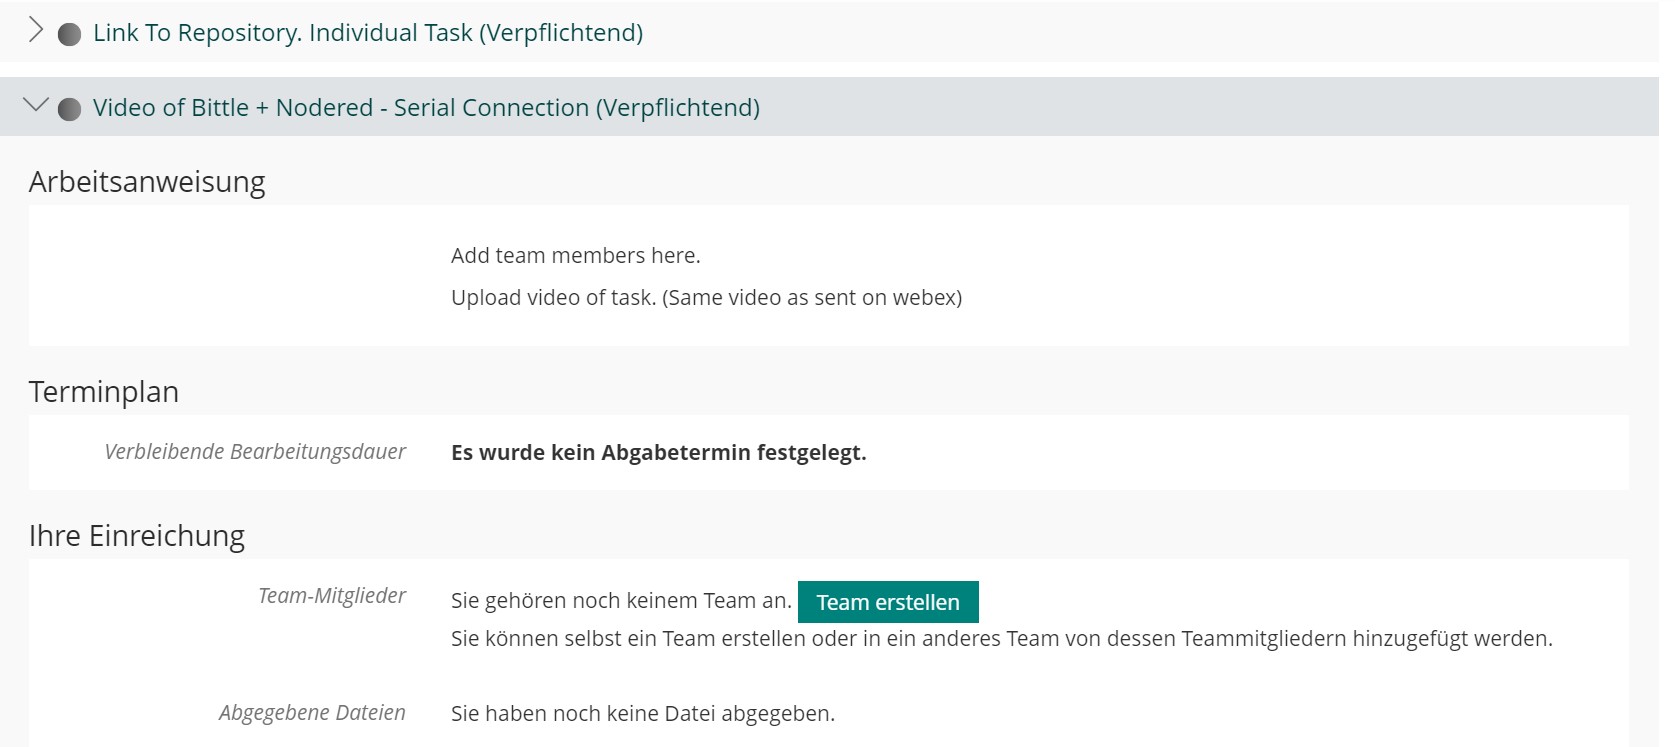 Link To Repository. Individual Task (Verpflichtend)
Video of Bittle + Nodered - Serial Connection (Verpflichtend)
Arbeitsanweisung
Add team members here.
Upload video of task. (Same video as sent on webex)
Terminplan
Verbleibende Bearbeitungsdauer Es wurde kein Abgabetermin festgelegt.
Ihre Einreichung
Team-Mitglieder Sie gehören noch keinem Team an. Team erstellen
Sie können selbst ein Team erstellen oder in ein anderes Team von dessen Teammitgliedern hinzugefügt werden.
Abgegebene Dateien Sie haben noch keine Datei abgegeben.